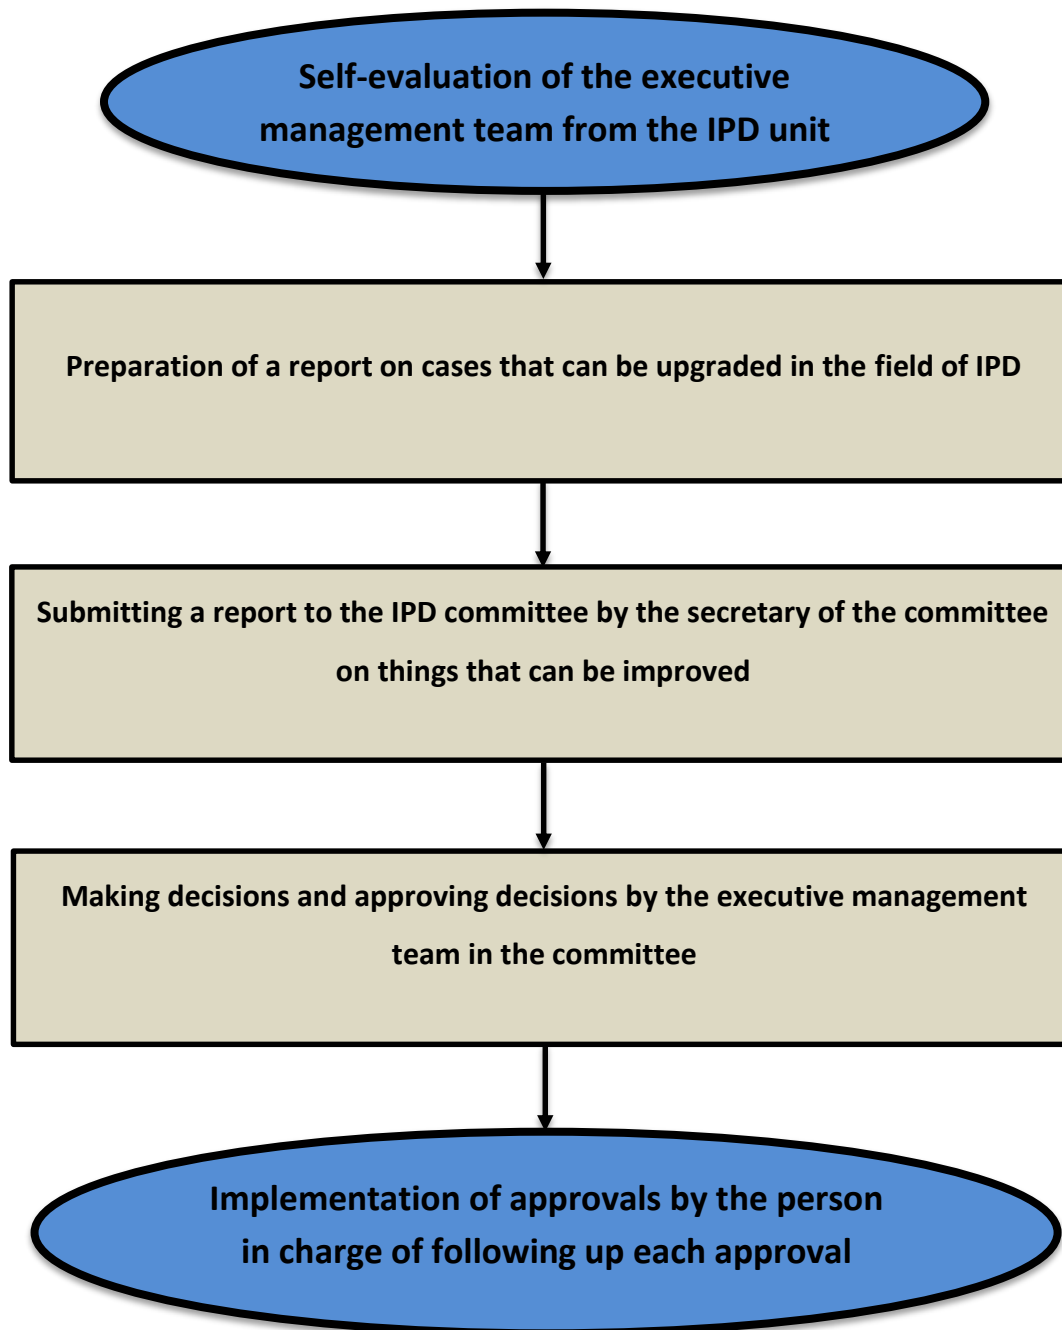 Self-evaluation of the executive
management team from the IPD unit
Preparation of a report on cases that can be upgraded in the field of IPD
Submitting a report to the IPD committee by the secretary of the committee
on things that can be improved
Making decisions and approving decisions by the executive management
team in the committee
Implementation of approvals by the person
in charge of following up each approval